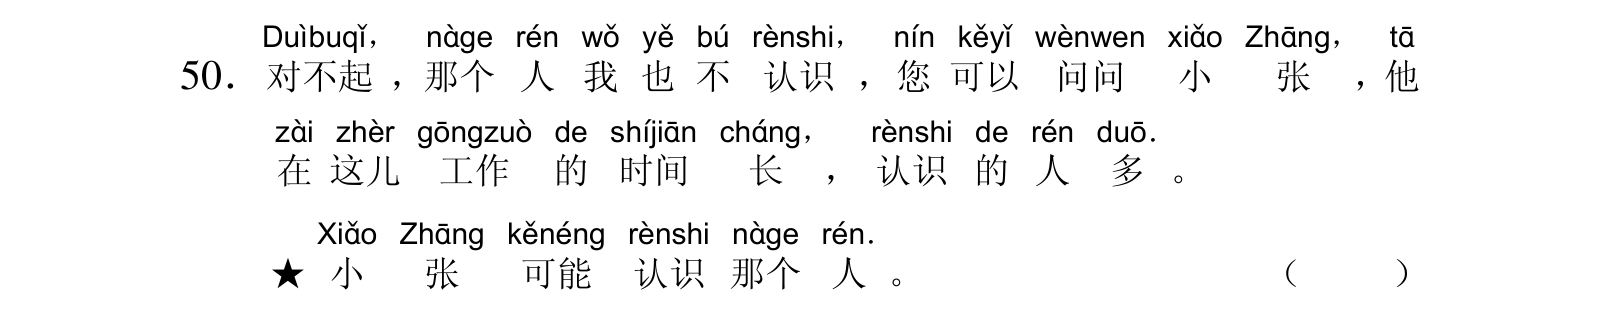 Duìbuqǐ, nàge rén wǒ yě bú rènshi, nín kěyǐ wènwen xiǎo Zhāng, tā
50. 对不起，那个人我也不认识，您可以问问小张，他
zài zhèr gōngzuò de shíjiān cháng, rènshi de rén duō.
在这儿工作的时间长，认识的人多。
Xiǎo Zhāng kěnéng rènshi nàge rén.
★ 小张可能认识那个人。（ ）